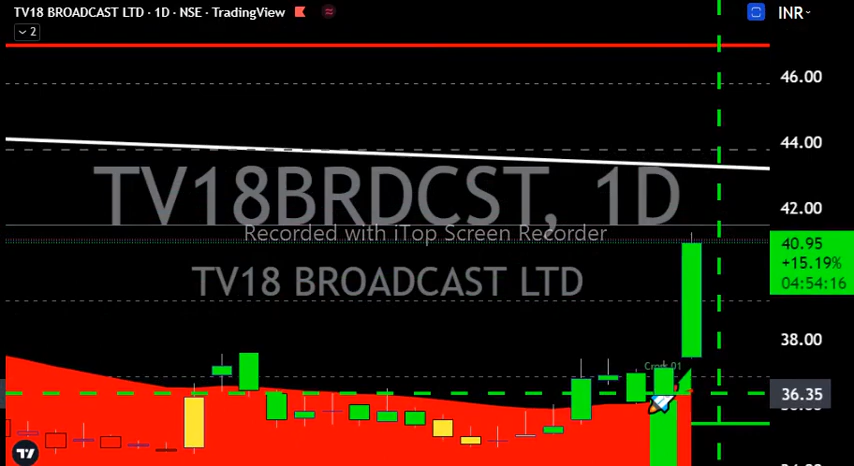 TV18 BROADCAST LTD · 1D · NSE · TradingView
INR
2
46.00
44.00
TV18BRDCST, 1D
42.00
Recorded with iTop Screen Recorder
40.95
+15.19%
04:54:16
TV18 BROADCAST LTD
38.00
36.35